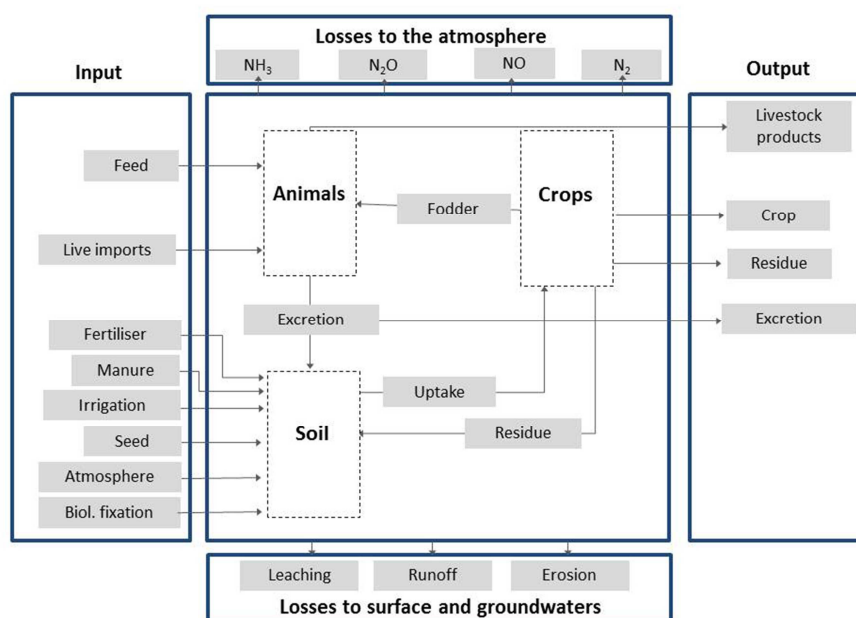 Losses to the atmosphere
NH₃
N₂O
NO
N₂
Input
Output
Livestock
products
Feed
Animals
Fodder
Crops
Crop
Live imports
Residue
Excretion
Excretion
Fertiliser
Manure
Uptake
Irrigation
Soil
Residue
Seed
Atmosphere
Biol. fixation
Leaching
Runoff
Erosion
Losses to surface and groundwaters